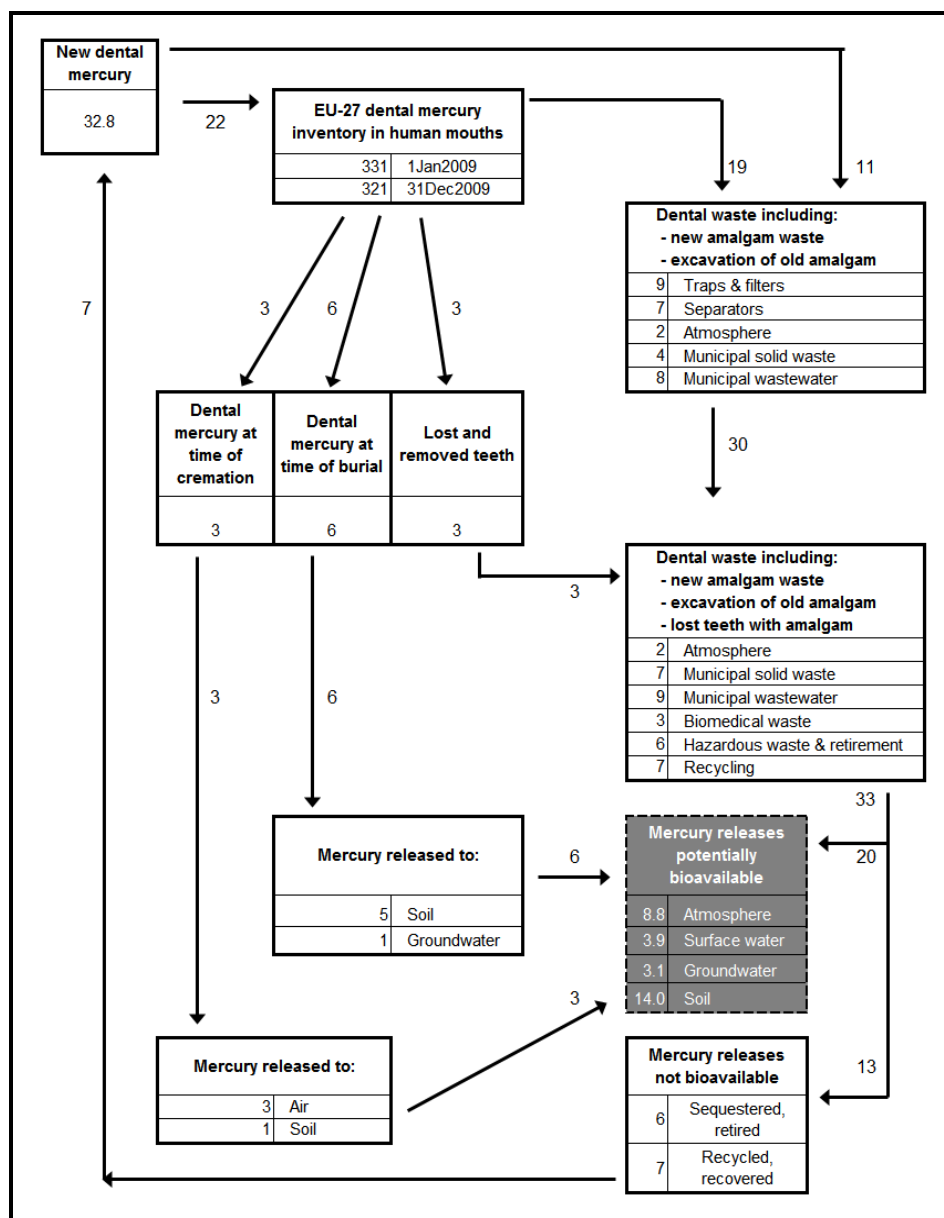 New dental
mercury
32.8
22
EU-27 dental mercury
inventory in human mouths
331 1Jan2009
321 31Dec2009
19
11
Dental waste including:
- new amalgam waste
- excavation of old amalgam
9 Traps & filters
7 Separators
2 Atmosphere
4 Municipal solid waste
8 Municipal wastewater
7
3
6
3
30
Dental
mercury at
time of
cremation
3
Dental
mercury at
time of burial
6
Lost and
removed teeth
3
3
Dental waste including:
- new amalgam waste
- excavation of old amalgam
- lost teeth with amalgam
2 Atmosphere
7 Municipal solid waste
9 Municipal wastewater
3 Biomedical waste
6 Hazardous waste & retirement
7 Recycling
3
6
33
20
Mercury released to:
5 Soil
1 Groundwater
6
Mercury releases
potentially
bioavailable
8.8 Atmosphere
3.9 Surface water
3.1 Groundwater
14.0 Soil
3
Mercury released to:
3 Air
1 Soil
13
Mercury releases
not bioavailable
6 Sequestered,
retired
7 Recycled,
recovered